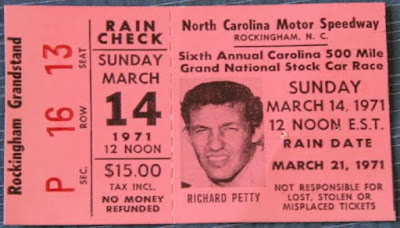 Rockingham Grandstand
P 16 13
SEC. ROW SEAT
RAIN
CHECK
SUNDAY
MARCH
14
1971
12 NOON
$15.00
TAX INCL.
NO MONEY
REFUNDED
North Carolina Motor Speedway
ROCKINGHAM, N. C.
Sixth Annual Carolina 500 Mile
Grand National Stock Car Race
RICHARD PETTY
SUNDAY
MARCH 14, 1971
12 NOON E.S.T.
RAIN DATE
MARCH 21, 1971
NOT RESPONSIBLE FOR
LOST, STOLEN OR
MISPLACED TICKETS